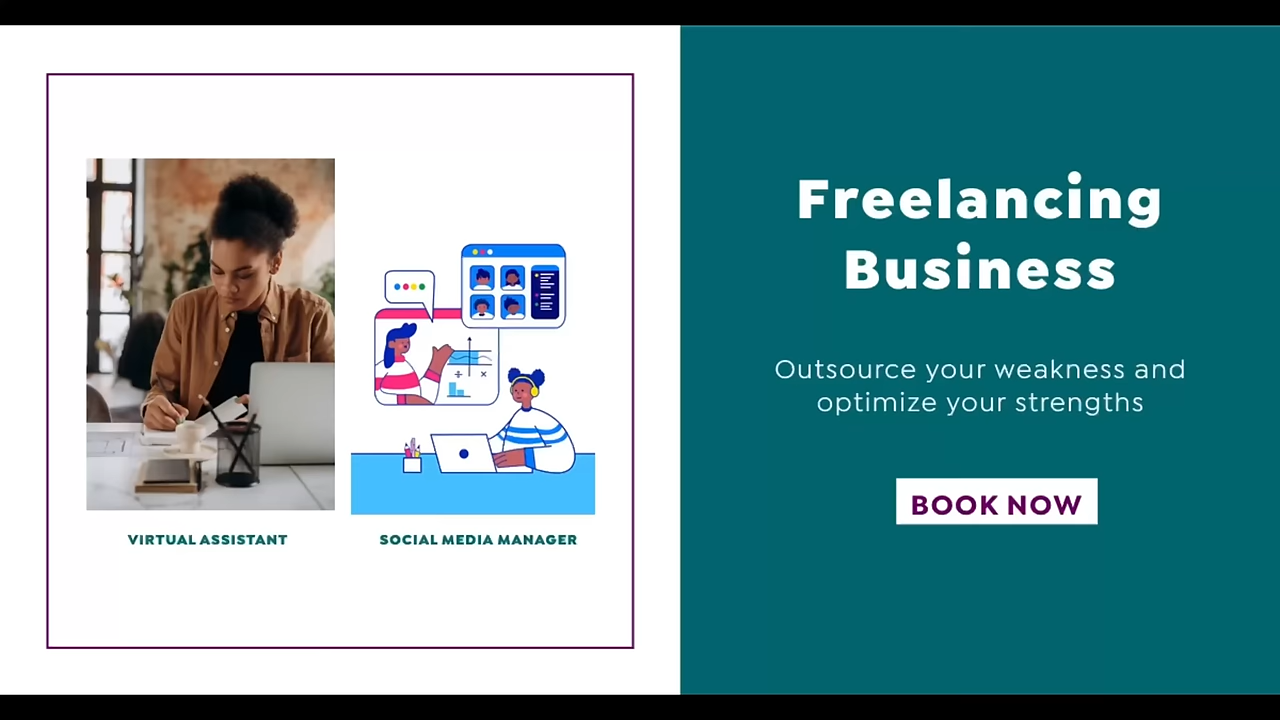 VIRTUAL ASSISTANT
SOCIAL MEDIA MANAGER
Freelancing
Business
Outsource your weakness and
optimize your strengths
BOOK NOW